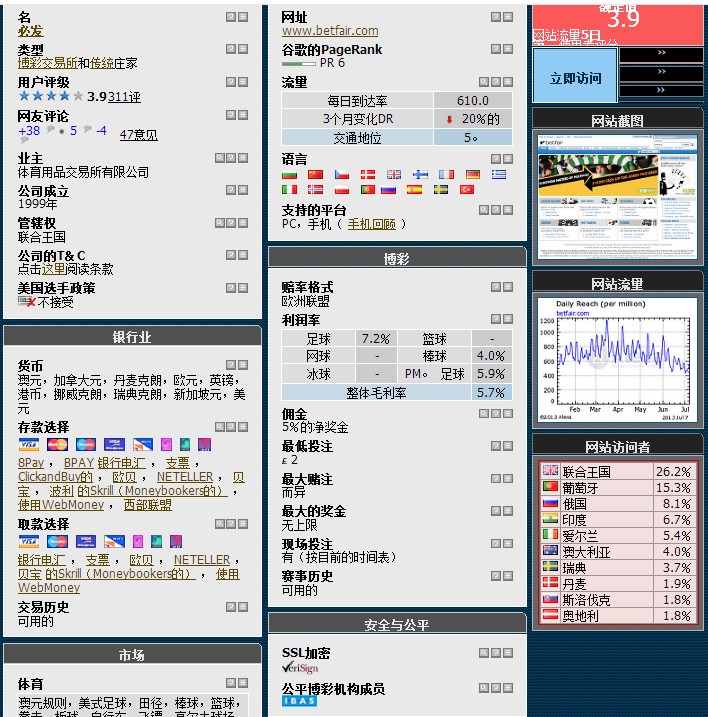 名
必发
类型
博彩交易所和传统庄家
用户评级
3.9 311评
网友评论
+38 5 -4 47意见
业主
体育用品交易所有限公司
公司成立
1999年
管辖权
联合王国
公司的T & C
点击这里阅读条款
美国选手政策
不接受
银行业
货币
澳元，加拿大元，丹麦克朗，欧元，英镑，
港币，挪威克朗，瑞典克朗，新加坡元，美
元
存款选择
8Pay ， BPAY 银行电汇 ， 支票 ，
ClickandBuy的 ， 欧贝 ， NETELLER ， 贝
宝 ， 波利 的Skrill（Moneybookers的） ，
使用WebMoney ， 西部联盟
取款选择
银行电汇 ， 支票 ， 欧贝 ， NETELLER ，
贝宝 的Skrill（Moneybookers的） ， 使用
WebMoney
交易历史
可用的
市场
体育
澳元规则，美式足球，田径，棒球，篮球，
网址
www.betfair.com
谷歌的PageRank
PR 6
流量
每日到达率 610.0
3个月变化DR 20%的
交通地位 5。
语言
支持的平台
PC，手机（ 手机回顾 ）
博彩
赔率格式
欧洲联盟
利润率
足球 7.2% 篮球 -
网球 - 棒球 4.0%
冰球 - PM。 足球 5.9%
整体毛利率 5.7%
佣金
5%的净奖金
最低投注
£ 2
最大赌注
而异
最大的奖金
无上限
现场投注
有（按目前的时间表）
赛事历史
可用的
安全与公平
SSL加密
VeriSign
公平博彩机构成员
IBAS
3.9
网站流量5日
立即访问
网站截图
betfair
网站流量
Daily Reach (per million)
betfair.com
1200
1000
800
600
400
200
0
Feb Mar Apr May Jun Jul
©2013 Alexa 2013 Jul 7
网站访问者
联合王国 26.2%
葡萄牙 15.3%
俄国 8.1%
印度 6.7%
爱尔兰 5.4%
澳大利亚 4.0%
瑞典 3.7%
丹麦 1.9%
斯洛伐克 1.8%
奥地利 1.8%